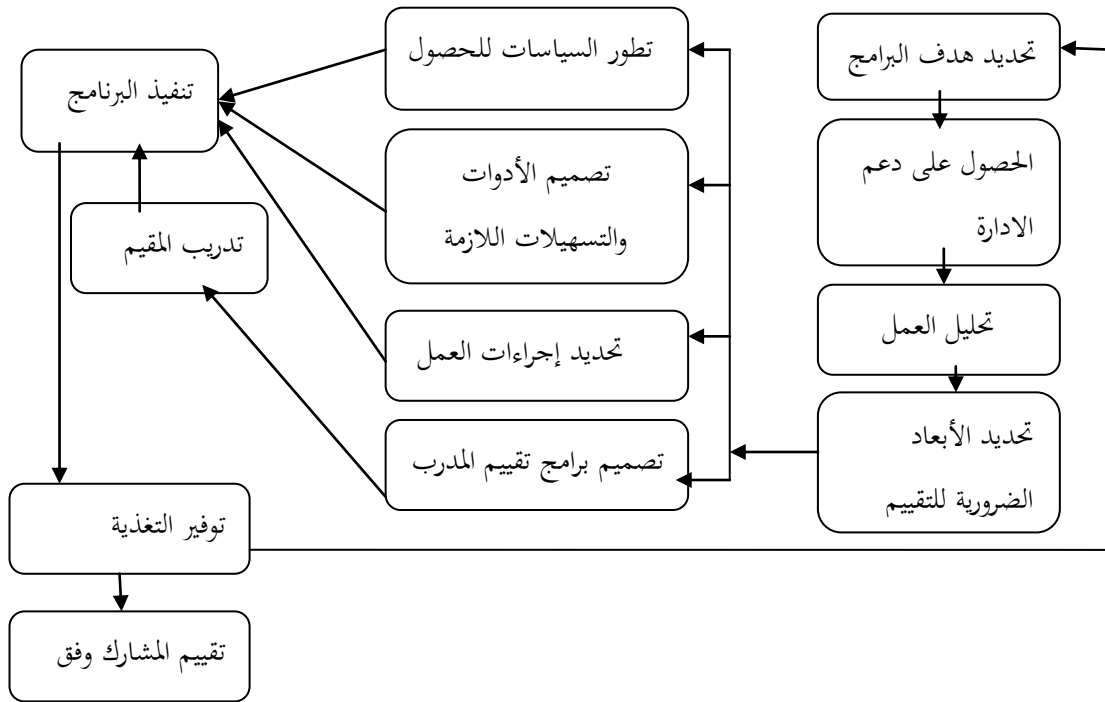 تحديد هدف البرامج
الحصول على دعم
الادارة
تحليل العمل
تحديد الأبعاد
الضرورية للتقييم
تطور السياسات للحصول
تصميم الأدوات
والتسهيلات اللازمة
تحديد إجراءات العمل
تصميم برامج تقييم المدرب
تنفيذ البرنامج
تدريب المقيم
توفير التغذية
تقييم المشارك وفق